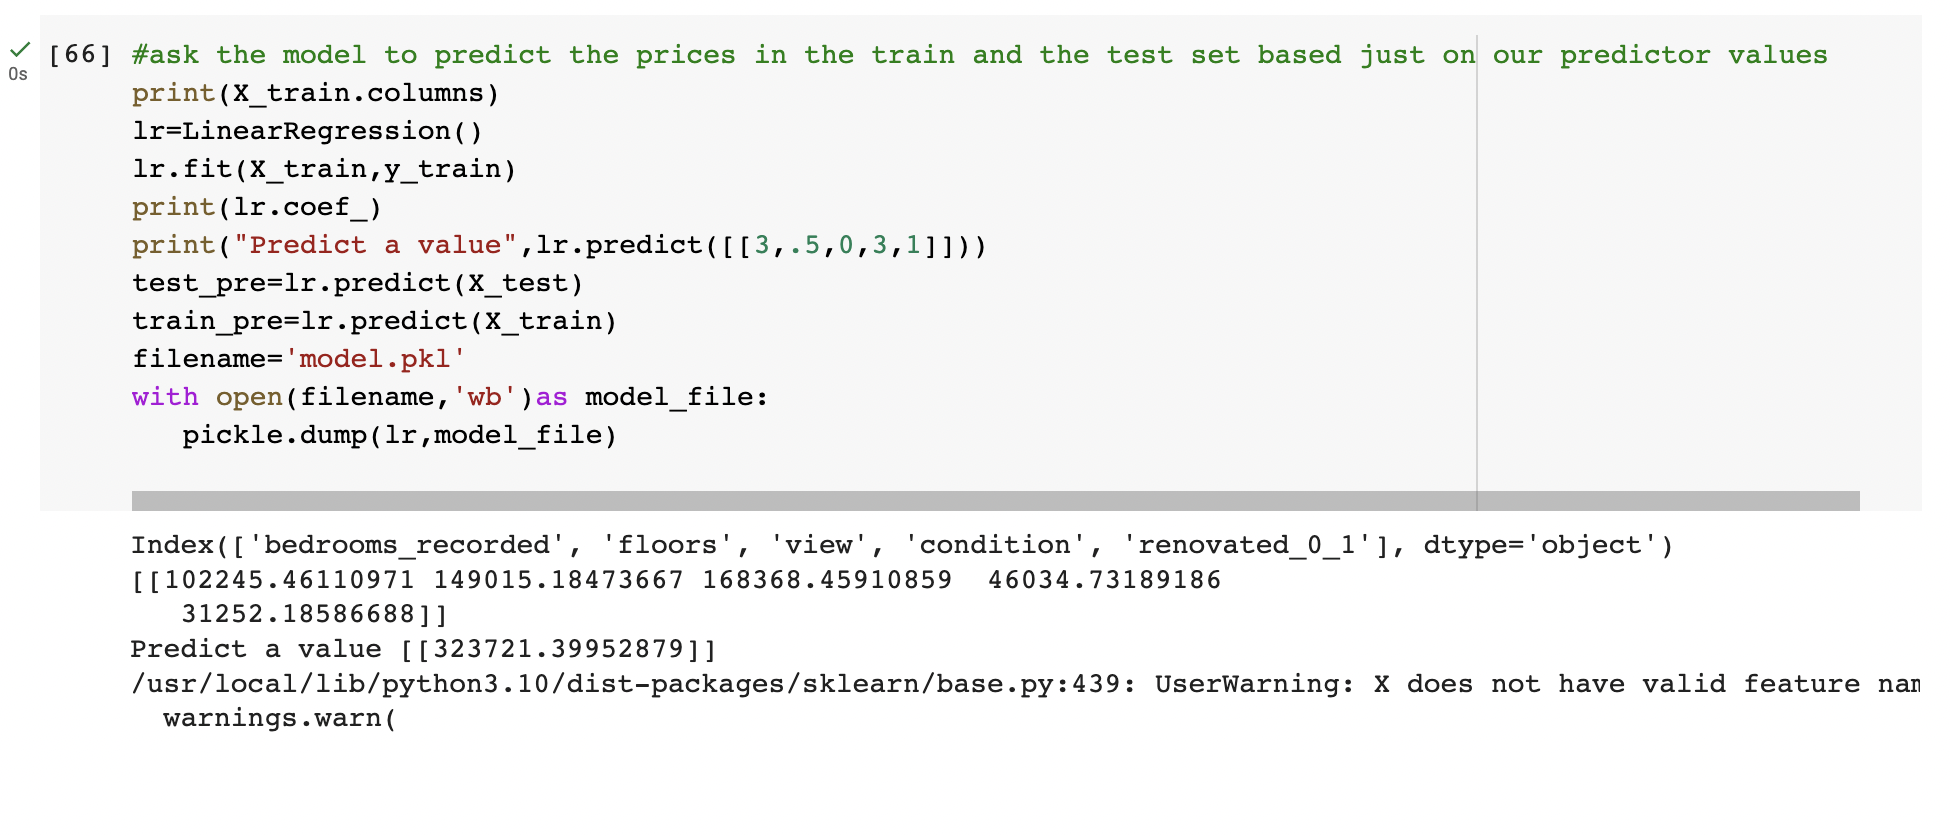 [66] #ask the model to predict the prices in the train and the test set based just on our predictor values
0s
print(X_train.columns)
lr=LinearRegression()
lr.fit(X_train,y_train)
print(lr.coef_)
print("Predict a value",lr.predict([[3,.5,0,3,1]]))
test_pre=lr.predict(X_test)
train_pre=lr.predict(X_train)
filename='model.pkl'
with open(filename,'wb')as model_file:
   pickle.dump(lr,model_file)
Index(['bedrooms_recorded', 'floors', 'view', 'condition', 'renovated_0_1'], dtype='object')
[[102245.46110971 149015.18473667 168368.45910859  46034.73189186
   31252.18586688]]
Predict a value [[323721.39952879]]
/usr/local/lib/python3.10/dist-packages/sklearn/base.py:439: UserWarning: X does not have valid feature
  warnings.warn(